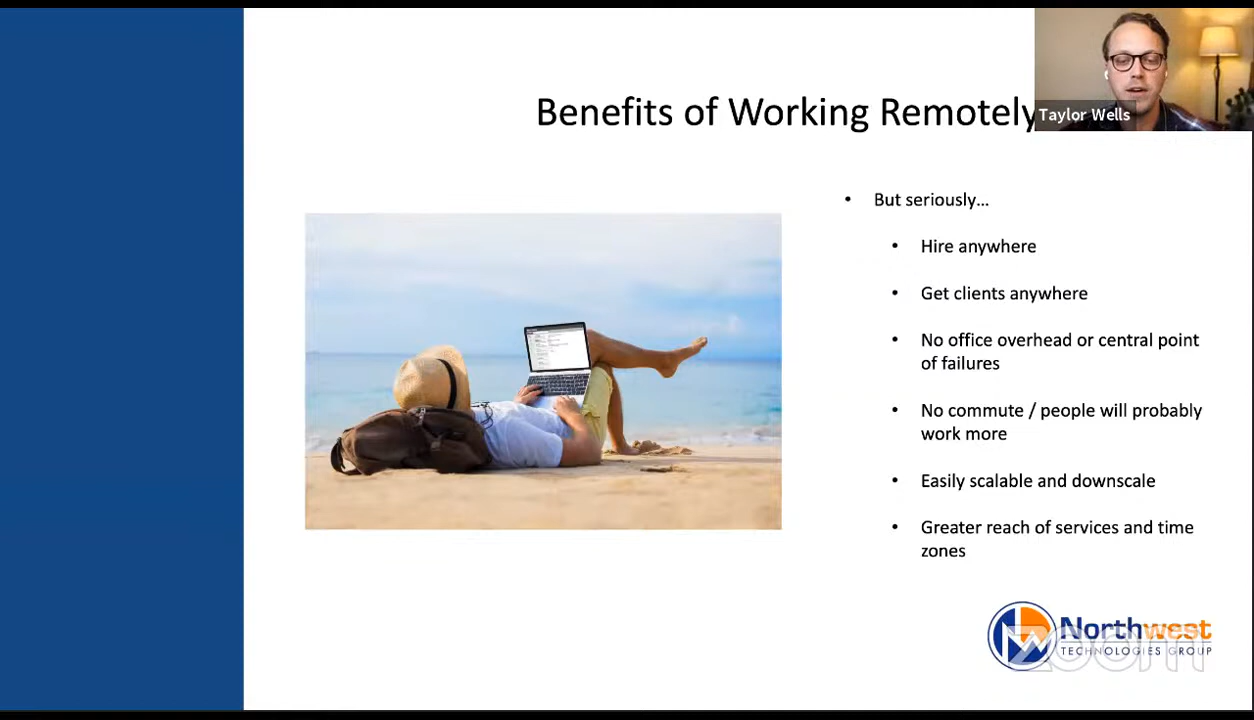 Benefits of Working Remotely
Taylor Wells
• But seriously...
• Hire anywhere
• Get clients anywhere
• No office overhead or central point
of failures
• No commute / people will probably
work more
• Easily scalable and downscale
• Greater reach of services and time
zones
Northwest
TECHNOLOGIES GROUP
zoom